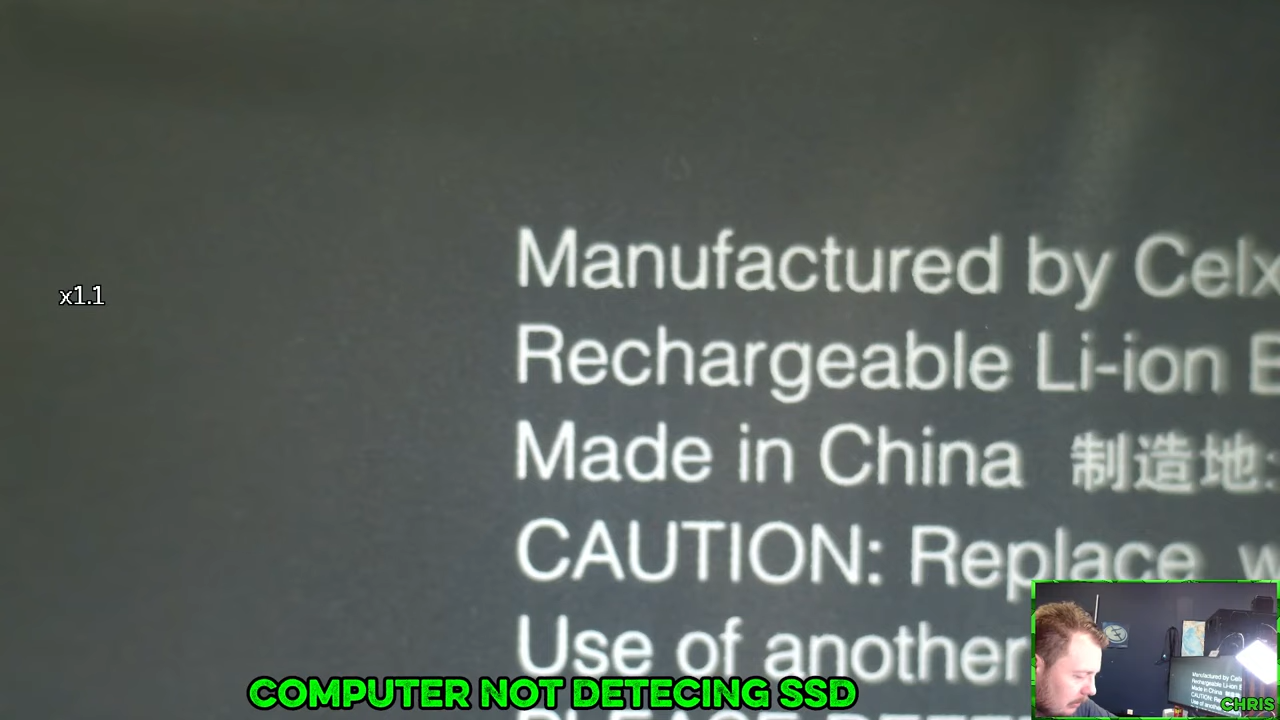 Manufactured by Celx
Rechargeable Li-ion
Made in China 制造地:
x1.1
CAUTION: Replace
Use of another
COMPUTER NOT DETECING SSD
CHRIS